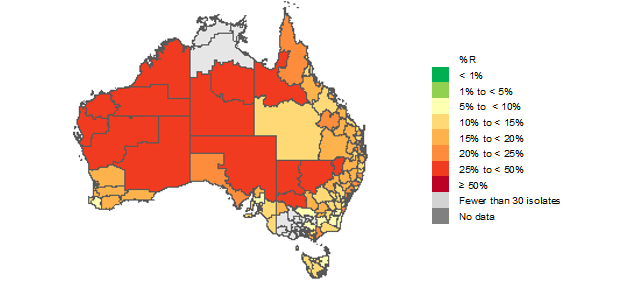 %R
< 1%
1% to < 5%
5% to < 10%
10% to < 15%
15% to < 20%
20% to < 25%
25% to < 50%
≥ 50%
Fewer than 30 isolates
No data